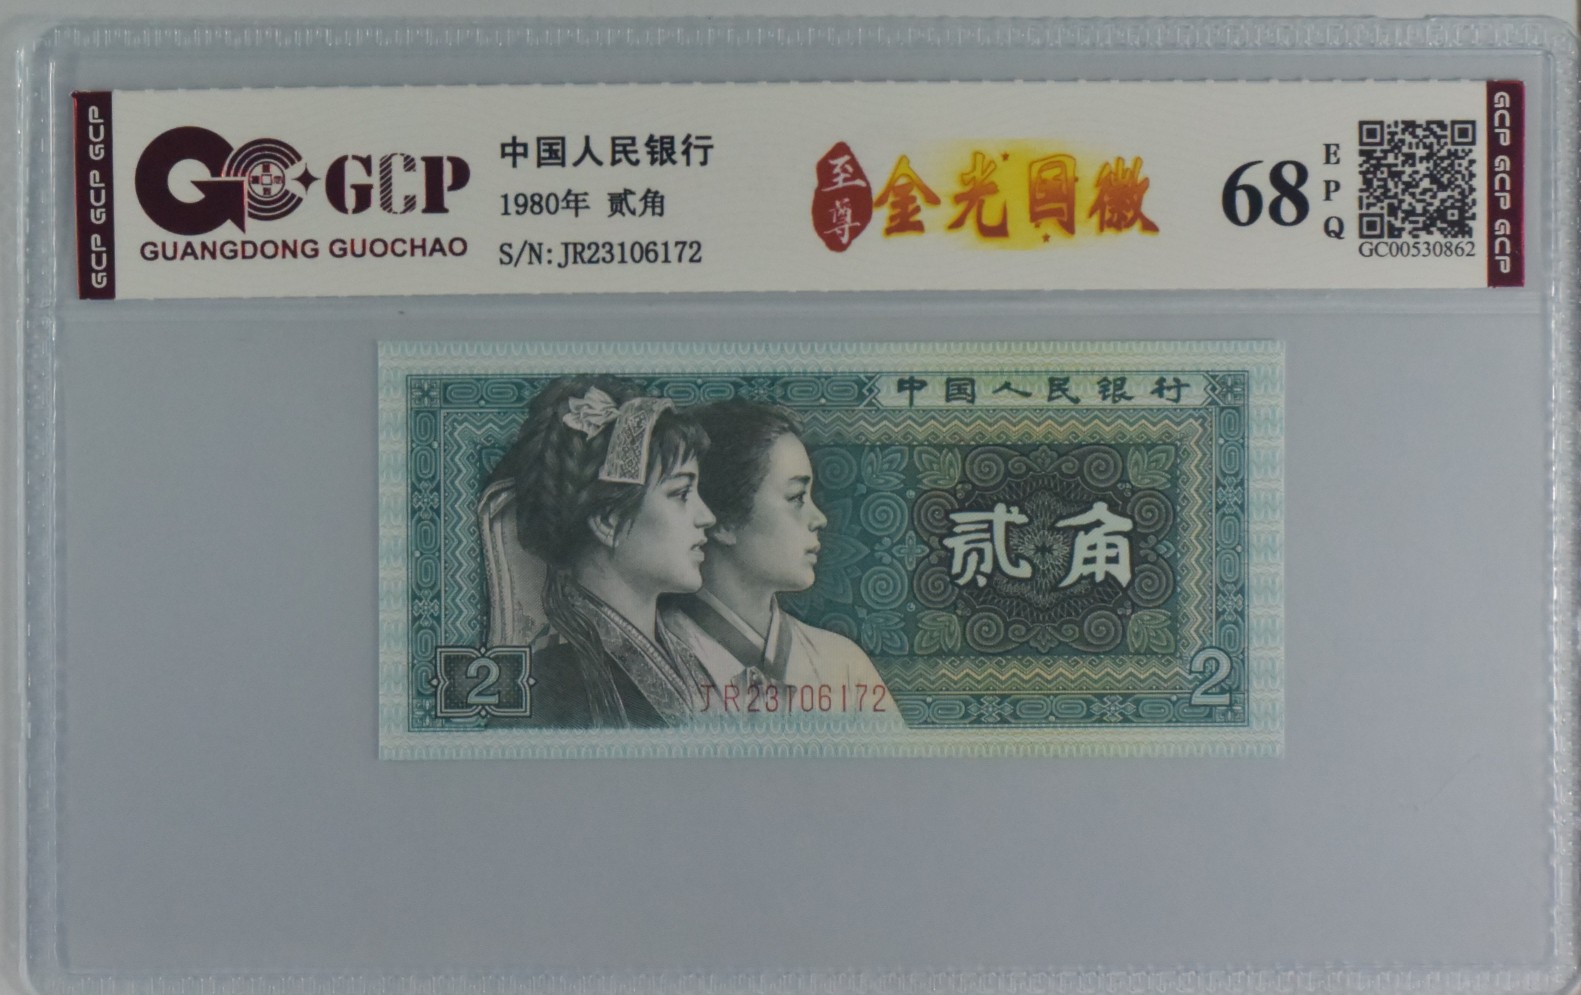 GCP GCP GCP
GCP
GUANGDONG GUOCHAO
中国人民银行
1980年 贰角
S/N: JR23106172
至尊
金光国徽
68
EPQ
GC00530862
GCP GCP GCP
中国人民银行
贰角
2
JR23106172
2